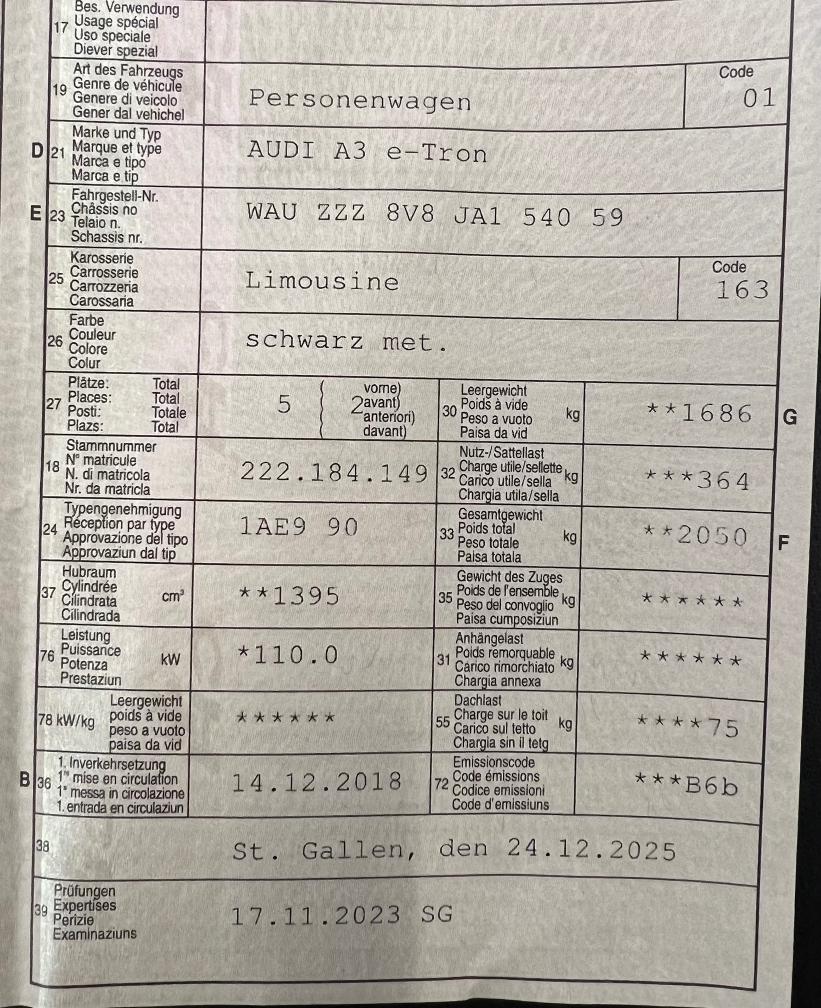 17 Bes. Verwendung
Usage spécial
Uso speciale
Diever spezial
19 Art des Fahrzeugs
Genre de véhicule
Genere di veicolo
Gener dal vehichel
Personenwagen
Code
01
D 21 Marke und Typ
Marque et type
Marca e tipo
Marca e tip
AUDI A3 e-Tron
E 23 Fahrgestell-Nr.
Châssis no
Telaio n.
Schassis nr.
WAU ZZZ 8V8 JA1 540 59
25 Karosserie
Carrosserie
Carrozzeria
Carossaria
Limousine
Code
163
26 Farbe
Couleur
Colore
Colur
schwarz met.
27 Plätze: Total
Places: Total
Posti: Totale
Plazs: Total
5 ( 2 vorne)
( avant)
( anteriori)
( davant)
30 Leergewicht
Poids à vide
Peso a vuoto
Paisa da vid
kg
**1686 G
18 Stammnummer
N° matricule
N. di matricola
Nr. da matricla
222.184.149
32 Nutz-/Sattellast
Charge utile/sellette
Carico utile/sella
Chargia utila/sella
kg
***364
24 Typengenehmigung
Réception par type
Approvazione del tipo
Approvaziun dal tip
1AE9 90
33 Gesamtgewicht
Poids total
Peso totale
Paisa totala
kg
**2050 F
37 Hubraum
Cylindrée
Cilindrata
Cilindrada
cm³
**1395
35 Gewicht des Zuges
Poids de l'ensemble
Peso del convoglio
Paisa cumposiziun
kg
******
76 Leistung
Puissance
Potenza
Prestaziun
kW
*110.0
31 Anhängelast
Poids remorquable
Carico rimorchiato
Chargia annexa
kg
******
78 kW/kg Leergewicht
poids à vide
peso a vuoto
paisa da vid
******
55 Dachlast
Charge sur le toit
Carico sul tetto
Chargia sin il tetg
kg
****75
B 36 1. Inverkehrsetzung
1re mise en circulation
1a messa in circolazione
1. entrada en circulaziun
14.12.2018
72 Emissionscode
Code émissions
Codice emissioni
Code d'emissiuns
***B6b
38 St. Gallen, den 24.12.2025
39 Prüfungen
Expertises
Perizie
Examinaziuns
17.11.2023 SG